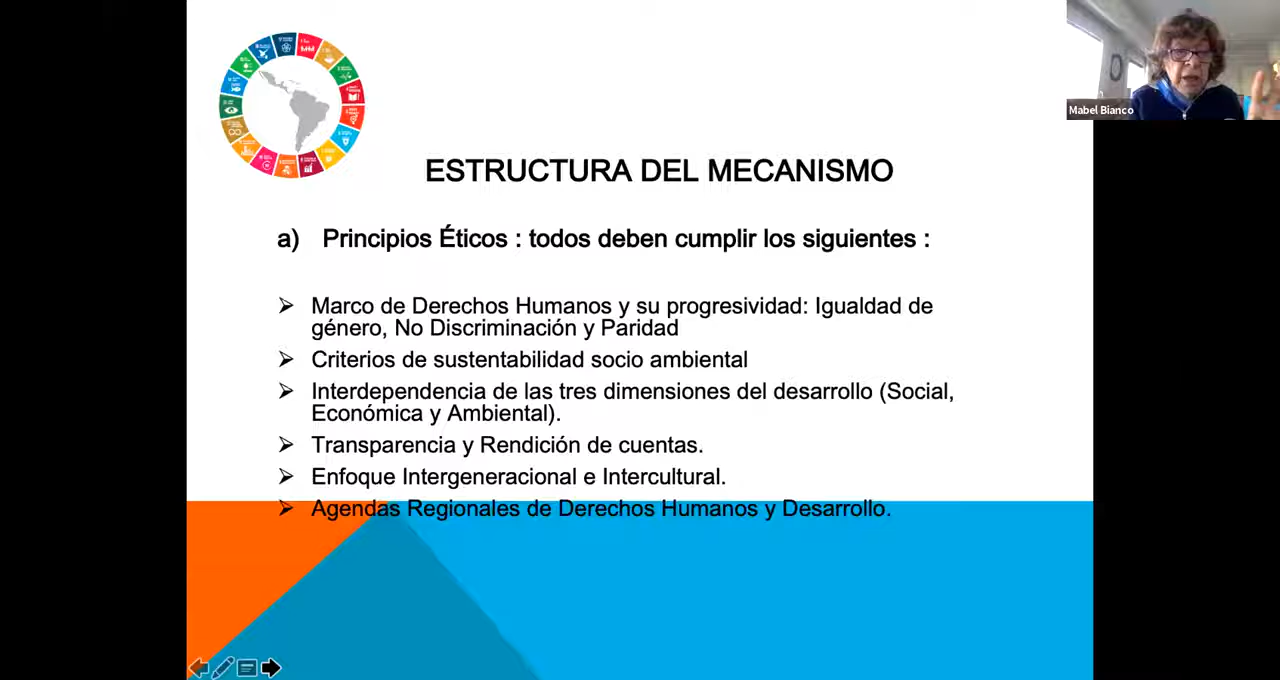 Mabel Bianco
ESTRUCTURA DEL MECANISMO
a) Principios Éticos : todos deben cumplir los siguientes :
➢ Marco de Derechos Humanos y su progresividad: Igualdad de
género, No Discriminación y Paridad
➢ Criterios de sustentabilidad socio ambiental
➢ Interdependencia de las tres dimensiones del desarrollo (Social,
Económica y Ambiental).
➢ Transparencia y Rendición de cuentas.
➢ Enfoque Intergeneracional e Intercultural.
➢ Agendas Regionales de Derechos Humanos y Desarrollo.